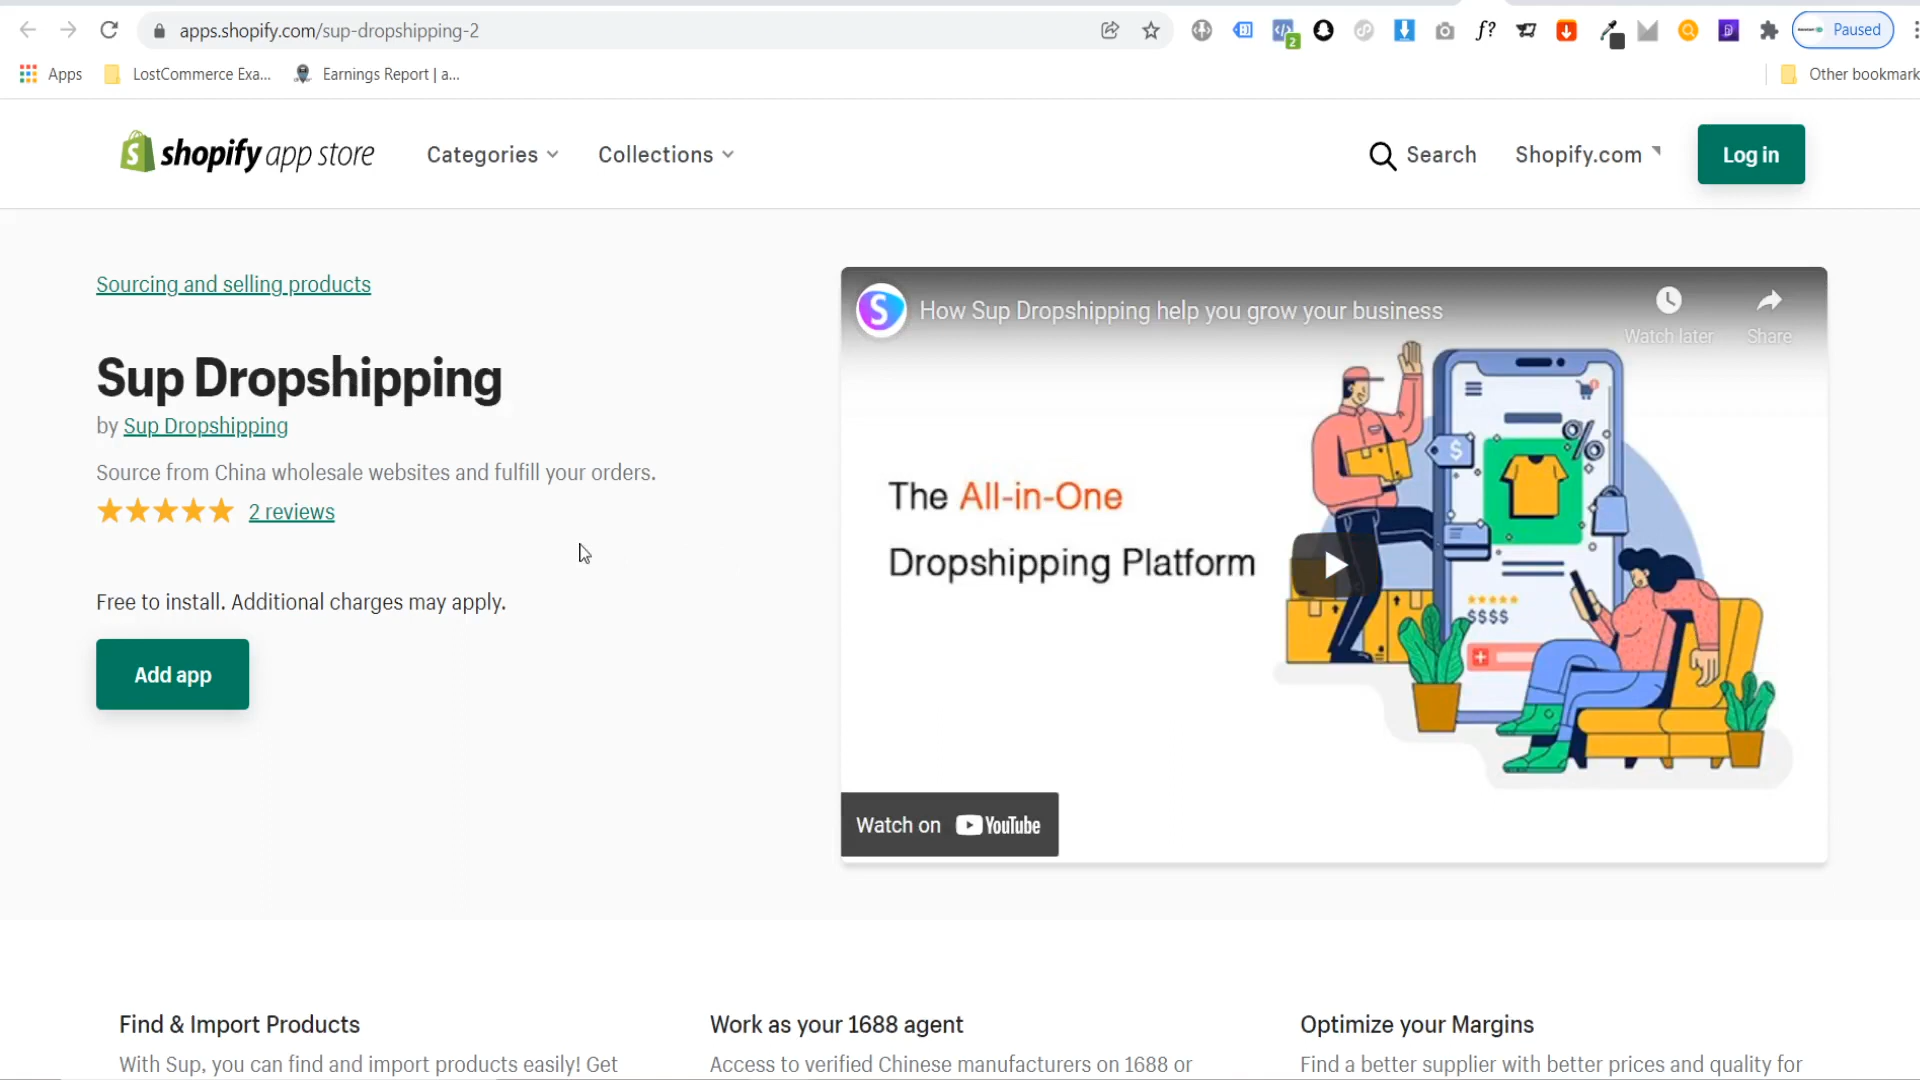 apps.shopify.com/sup-dropshipping-2
f?
2
Paused
Apps
LostCommerce Exa...
Earnings Report | a...
Other bookmark
shopify app store
Categories
Collections
Search
Shopify.com
Log in
Sourcing and selling products
Sup Dropshipping
by Sup Dropshipping
Source from China wholesale websites and fulfill your orders.
2 reviews
Free to install. Additional charges may apply.
Add app
S
How Sup Dropshipping help you grow your business
Watch later
Share
The All-in-One
Dropshipping Platform
$
%
$$$$
Watch on YouTube
Find & Import Products
With Sup, you can find and import products easily! Get
Work as your 1688 agent
Access to verified Chinese manufacturers on 1688 or
Optimize your Margins
Find a better supplier with better prices and quality for